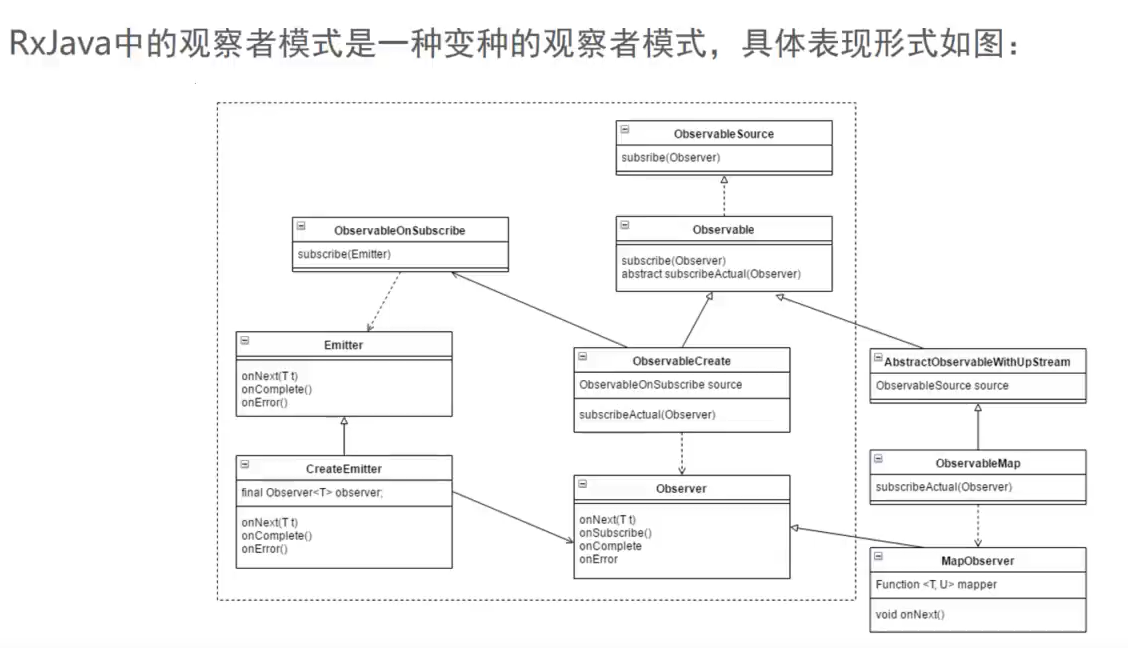 RxJava中的观察者模式是一种变种的观察者模式，具体表现形式如图：
ObservableSource
subsribe(Observer)
ObservableOnSubscribe
subscribe(Emitter)
Observable
subscribe(Observer)
abstract subscribeActual(Observer)
Emitter
onNext(T t)
onComplete()
onError()
ObservableCreate
ObservableOnSubscribe source
subscribeActual(Observer)
AbstractObservableWithUpStream
ObservableSource source
CreateEmitter
final Observer<T> observer;
onNext(T t)
onComplete()
onError()
Observer
onNext(T t)
onSubscribe()
onComplete
onError
ObservableMap
subscribeActual(Observer)
MapObserver
Function <T, U> mapper
void onNext()